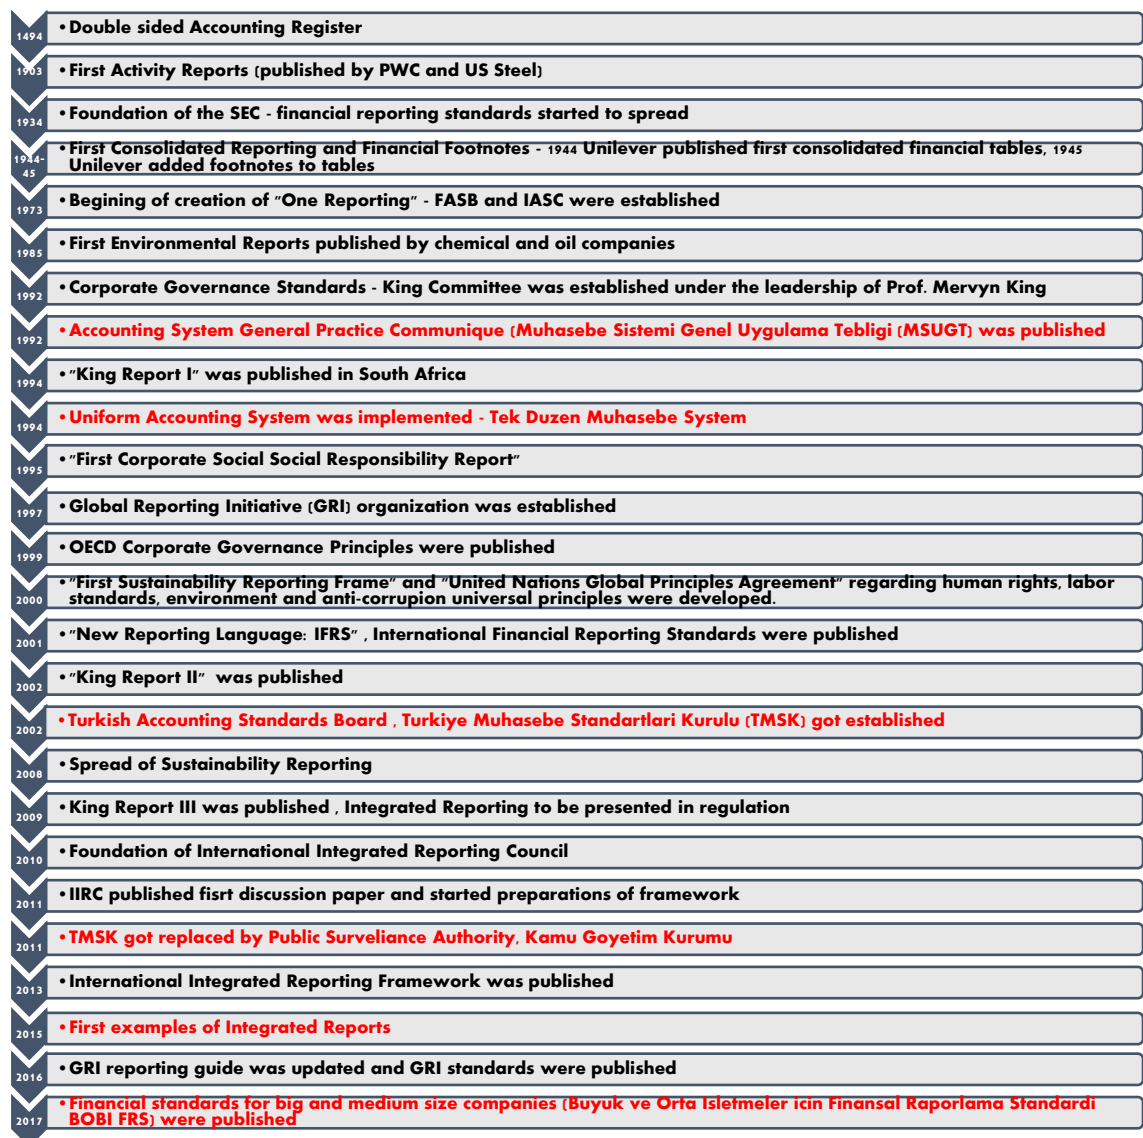 1494
•Double sided Accounting Register
1903
•First Activity Reports (published by PWC and US Steel)
1934
•Foundation of the SEC - financial reporting standards started to spread
1944-
45
•First Consolidated Reporting and Financial Footnotes - 1944 Unilever published first consolidated financial tables, 1945
Unilever added footnotes to tables
1973
•Begining of creation of "One Reporting" - FASB and IASC were established
1985
•First Environmental Reports published by chemical and oil companies
1992
•Corporate Governance Standards - King Committee was established under the leadership of Prof. Mervyn King
1992
•Accounting System General Practice Communique (Muhasebe Sistemi Genel Uygulama Tebligi (MSUGT) was published
1994
•"King Report I" was published in South Africa
1994
•Uniform Accounting System was implemented - Tek Duzen Muhasebe System
1995
•"First Corporate Social Social Responsibility Report"
1997
•Global Reporting Initiative (GRI) organization was established
1999
•OECD Corporate Governance Principles were published
2000
•"First Sustainability Reporting Frame" and "United Nations Global Principles Agreement" regarding human rights, labor
standards, environment and anti-corrupion universal principles were developed.
2001
•"New Reporting Language: IFRS" , International Financial Reporting Standards were published
2002
•"King Report II" was published
2002
•Turkish Accounting Standards Board , Turkiye Muhasebe Standartlari Kurulu (TMSK) got established
2008
•Spread of Sustainability Reporting
2009
•King Report III was published , Integrated Reporting to be presented in regulation
2010
•Foundation of International Integrated Reporting Council
2011
•IIRC published fisrt discussion paper and started preparations of framework
2011
•TMSK got replaced by Public Surveliance Authority, Kamu Goyetim Kurumu
2013
•International Integrated Reporting Framework was published
2015
•First examples of Integrated Reports
2016
•GRI reporting guide was updated and GRI standards were published
2017
•Financial standards for big and medium size companies (Buyuk ve Orta Isletmeler icin Finansal Raporlama Standardi
BOBI FRS) were published